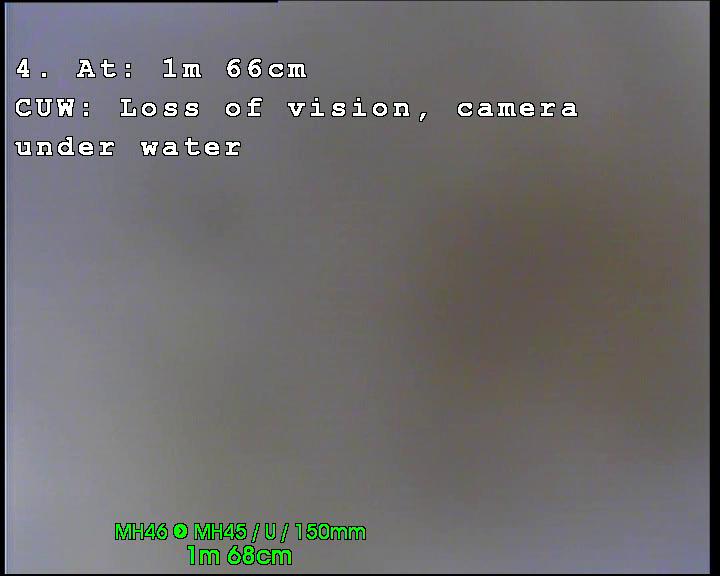 4. At: 1m 66cm
CUW: Loss of vision, camera
under water
MH46 > MH45 / U / 150mm
1m 68cm